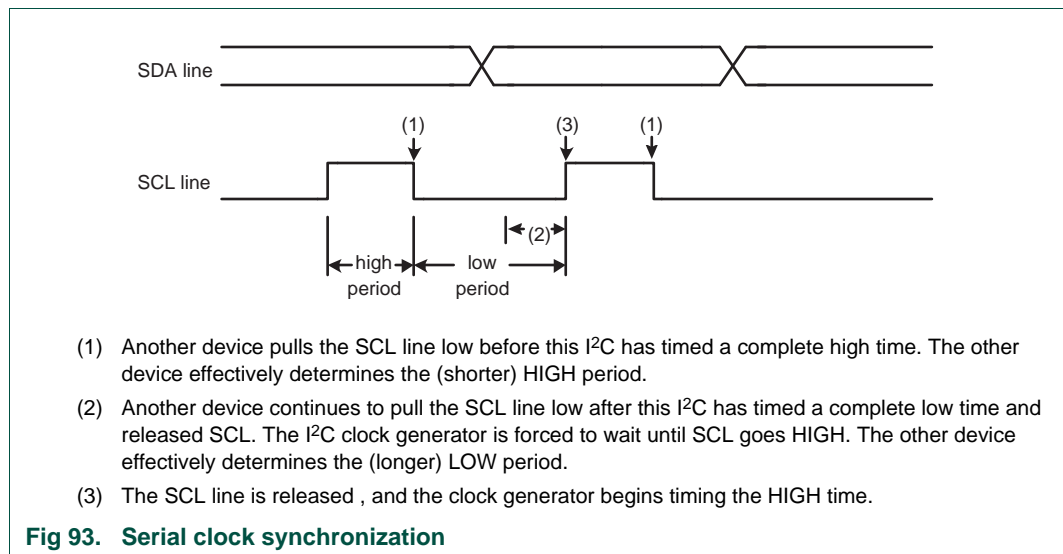 SDA line
(1)
(3)
(1)
SCL line
(2)
high
period
low
period
(1) Another device pulls the SCL line low before this I²C has timed a complete high time. The other
device effectively determines the (shorter) HIGH period.
(2) Another device continues to pull the SCL line low after this I²C has timed a complete low time and
released SCL. The I²C clock generator is forced to wait until SCL goes HIGH. The other device
effectively determines the (longer) LOW period.
(3) The SCL line is released , and the clock generator begins timing the HIGH time.
Fig 93. Serial clock synchronization